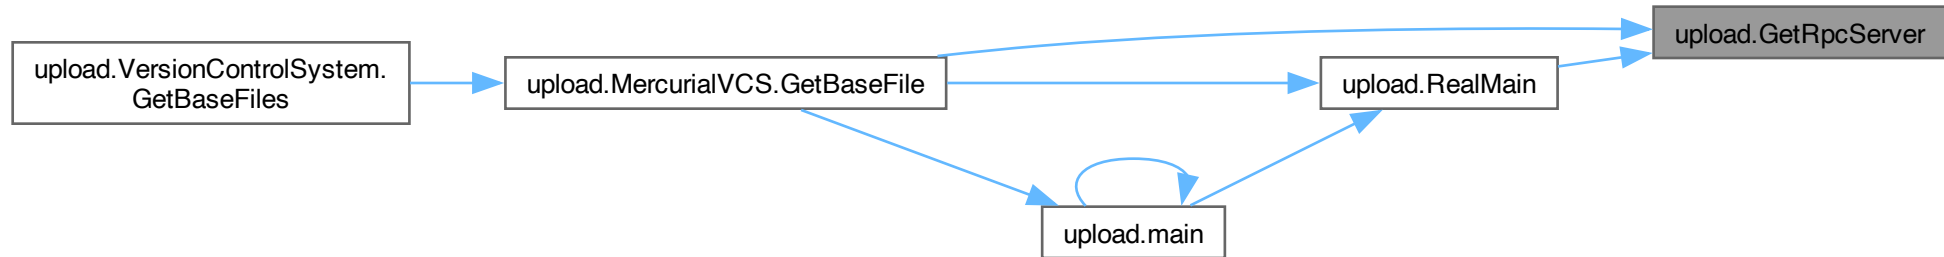 upload.VersionControlSystem.
GetBaseFiles
upload.MercurialVCS.GetBaseFile
upload.RealMain
upload.GetRpcServer
upload.main